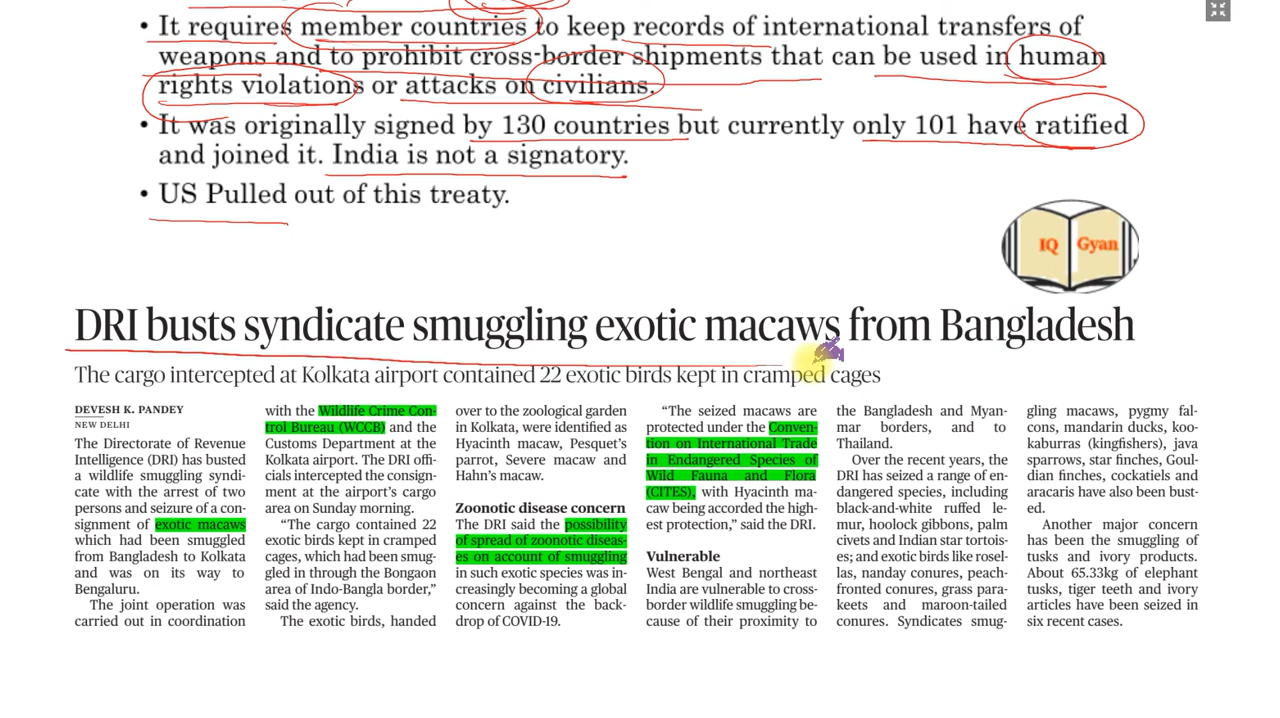 • It requires member countries to keep records of international transfers of
weapons and to prohibit cross-border shipments that can be used in human
rights violations or attacks on civilians.
• It was originally signed by 130 countries but currently only 101 have ratified
and joined it. India is not a signatory.
• US Pulled out of this treaty.
IQ Gyan
DRI busts syndicate smuggling exotic macaws from Bangladesh
The cargo intercepted at Kolkata airport contained 22 exotic birds kept in cramped cages
DEVESH K. PANDEY
NEW DELHI
The Directorate of Revenue
Intelligence (DRI) has busted
a wildlife smuggling syndi-
cate with the arrest of two
persons and seizure of a con-
signment of exotic macaws
which had been smuggled
from Bangladesh to Kolkata
and was on its way to
Bengaluru.
The joint operation was
carried out in coordination
with the Wildlife Crime Con-
trol Bureau (WCCB) and the
Customs Department at the
Kolkata airport. The DRI offi-
cials intercepted the consign-
ment at the airport's cargo
area on Sunday morning.
"The cargo contained 22
exotic birds kept in cramped
cages, which had been smug-
gled in through the Bongaon
area of Indo-Bangla border,"
said the agency.
The exotic birds, handed
over to the zoological garden
in Kolkata, were identified as
Hyacinth macaw, Pesquet's
parrot, Severe macaw and
Hahn's macaw.
Zoonotic disease concern
The DRI said the possibility
of spread of zoonotic diseas-
es on account of smuggling
in such exotic species was in-
creasingly becoming a global
concern against the back-
drop of COVID-19.
"The seized macaws are
protected under the Conven-
tion on International Trade
in Endangered Species of
Wild Fauna and Flora
(CITES), with Hyacinth ma-
caw being accorded the high-
est protection," said the DRI.
Vulnerable
West Bengal and northeast
India are vulnerable to cross-
border wildlife smuggling be-
cause of their proximity to
the Bangladesh and Myan-
mar borders, and to
Thailand.
Over the recent years, the
DRI has seized a range of en-
dangered species, including
black-and-white ruffed le-
mur, hoolock gibbons, palm
civets and Indian star tortois-
es; and exotic birds like rosel-
las, nanday conures, peach-
fronted conures, grass para-
keets and maroon-tailed
conures. Syndicates smug-
gling macaws, pygmy fal-
cons, mandarin ducks, koo-
kaburras (kingfishers), java
sparrows, star finches, Goul-
dian finches, cockatiels and
aracaris have also been bust-
ed.
Another major concern
has been the smuggling of
tusks and ivory products.
About 65.33kg of elephant
tusks, tiger teeth and ivory
articles have been seized in
six recent cases.